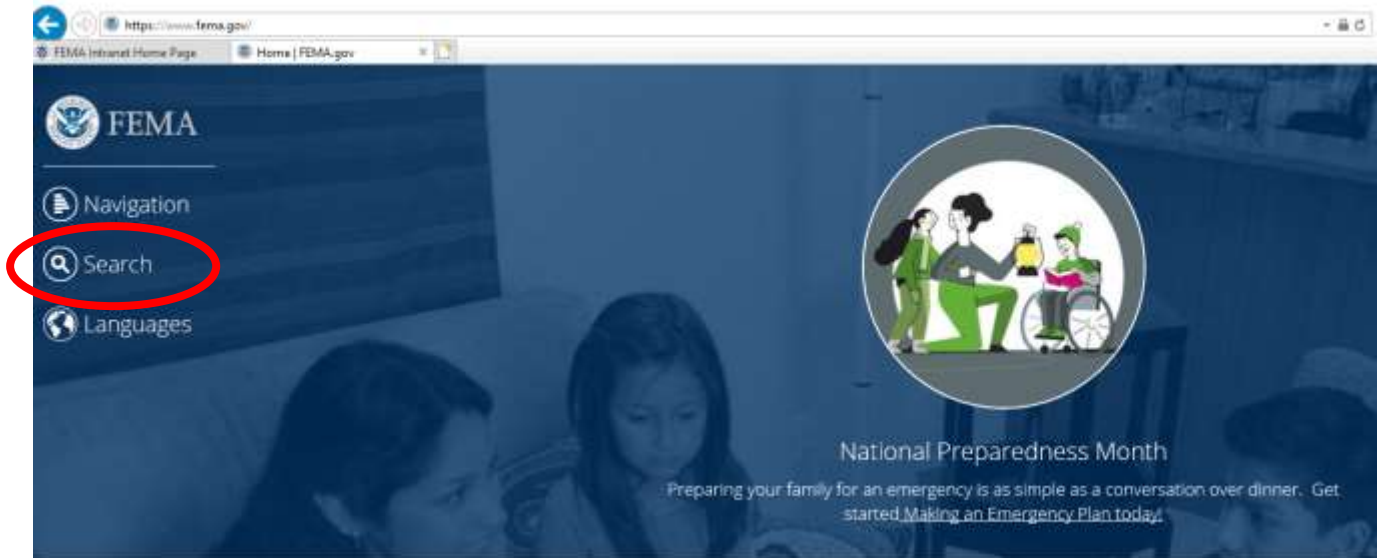 https://www.fema.gov/
FEMA Intranet Home Page
Home | FEMA.gov
FEMA
Navigation
Search
Languages
National Preparedness Month
Preparing your family for an emergency is as simple as a conversation over dinner. Get
started Making an Emergency Plan today!